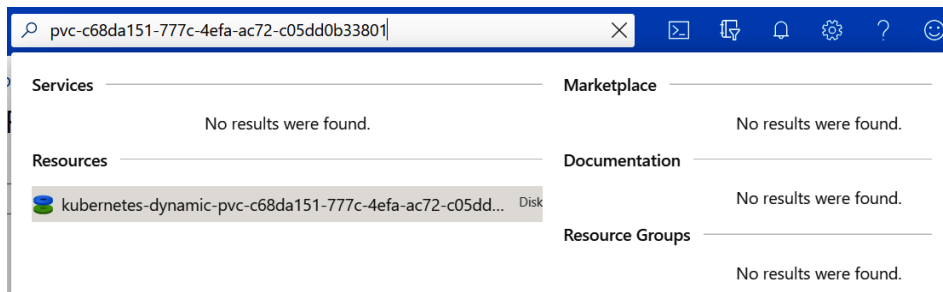 pvc-c68da151-777c-4efa-ac72-c05dd0b33801
Services
No results were found.
Resources
kubernetes-dynamic-pvc-c68da151-777c-4efa-ac72-c05dd... Disk
Marketplace
No results were found.
Documentation
No results were found.
Resource Groups
No results were found.